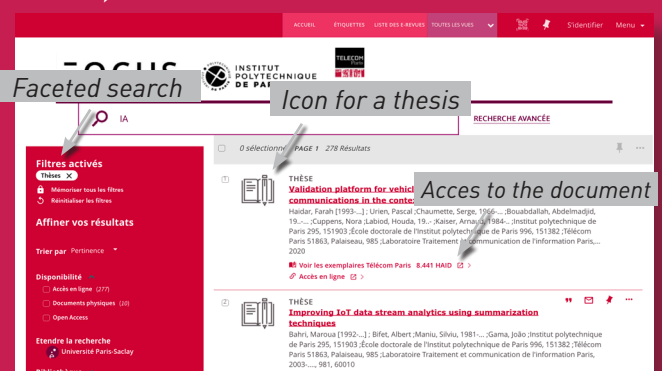 ACCUEIL ÉTIQUETTES LISTE DES E-REVUES TOUTES LES VUES S'identifier Menu
FOCUS INSTITUT POLYTECHNIQUE DE PA
TELECOM Paris
Faceted search
Icon for a thesis
IA RECHERCHE AVANCÉE
0 sélectionné PAGE 1 278 Résultats
Filtres activés
Thèses X
Mémoriser tous les filtres
Réinitialiser les filtres
Affiner vos résultats
Trier par Pertinence
Disponibilité
Accès en ligne (277)
Documents physiques (10)
Open Access
Etendre la recherche
Université Paris-Saclay
1
THÈSE
Validation platform for vehic
communications in the conte
Acces to the document
Haidar, Farah [1993-...] ; Urien, Pascal ;Chaumette, Serge, 1966-... ;Bouabdallah, Abdelmadjid,
19..-... ;Cuppens, Nora ;Labiod, Houda, 19..- ;Kaiser, Arnaud, 1984-.. ;Institut polytechnique de
Paris 295, 151903 ;École doctorale de l'Institut polytechnique de Paris 996, 151382 ;Télécom
Paris 51863, Palaiseau, 985 ;Laboratoire Traitement et communication de l'information Paris,...
2020
Voir les exemplaires Télécom Paris 8.441 HAID
Accès en ligne
2
THÈSE
Improving IoT data stream analytics using summarization
techniques
Bahri, Maroua [1992-...] ; Bifet, Albert ;Maniu, Silviu, 1981-... ;Gama, João ;Institut polytechnique
de Paris 295, 151903 ;École doctorale de l'Institut polytechnique de Paris 996, 151382 ;Télécom
Paris 51863, Palaiseau, 985 ;Laboratoire Traitement et communication de l'information Paris,
2003-...., 981, 60010